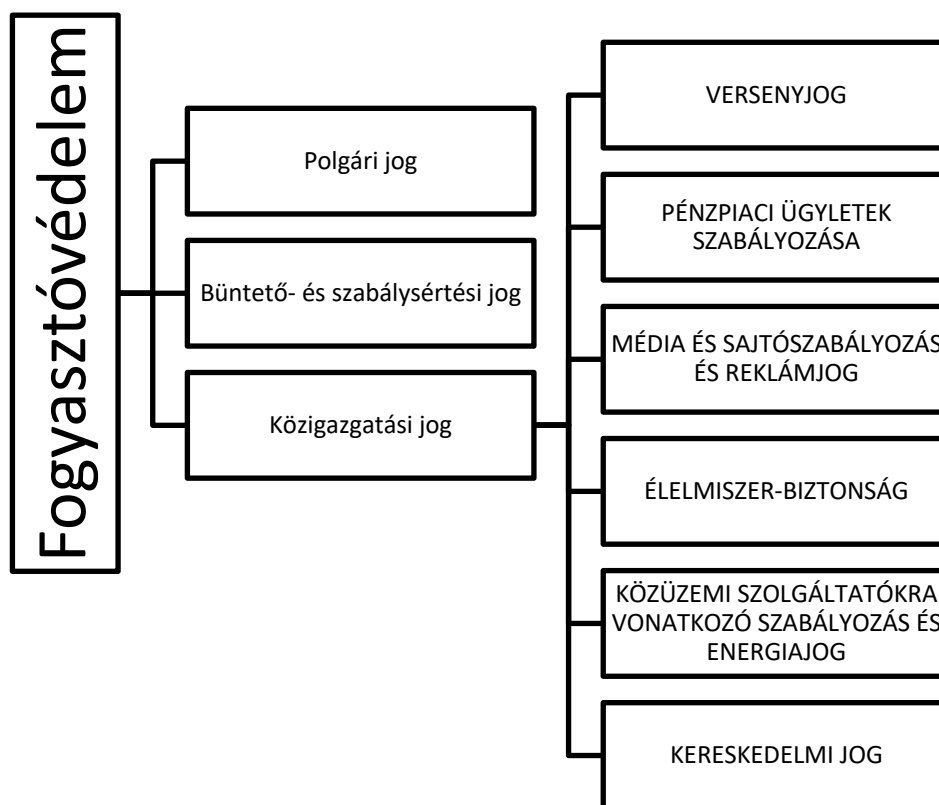 Fogyasztóvédelem
Polgári jog
Büntető- és szabálysértési jog
Közigazgatási jog
VERSENYJOG
PÉNZPIACI ÜGYLETEK
SZABÁLYOZÁSA
MÉDIA ÉS SAJTÓSZABÁLYOZÁS
ÉS REKLÁMJOG
ÉLELMISZER-BIZTONSÁG
KÖZÜZEMI SZOLGÁLTATÓKRA
VONATKOZÓ SZABÁLYOZÁS ÉS
ENERGIAJOG
KERESKEDELMI JOG